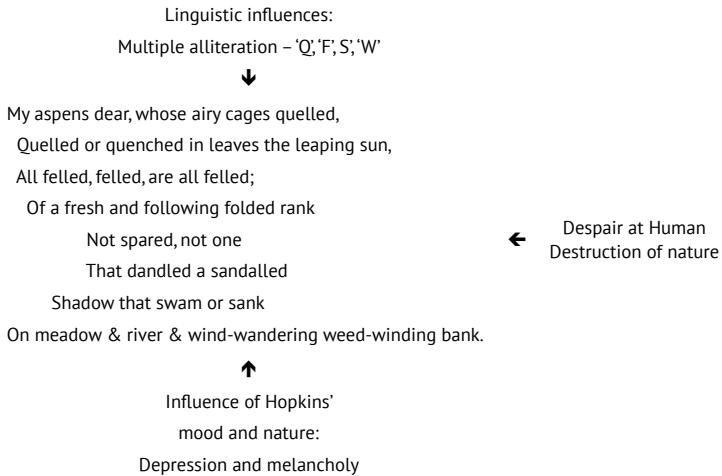 Linguistic influences:
Multiple alliteration – ‘Q’, ‘F’, S’, ‘W’
My aspens dear, whose airy cages quelled,
Quelled or quenched in leaves the leaping sun,
All felled, felled, are all felled;
Of a fresh and following folded rank
Not spared, not one
That dandled a sandalled
Shadow that swam or sank
On meadow & river & wind-wandering weed-winding bank.
Despair at Human
Destruction of nature
Influence of Hopkins’
mood and nature:
Depression and melancholy